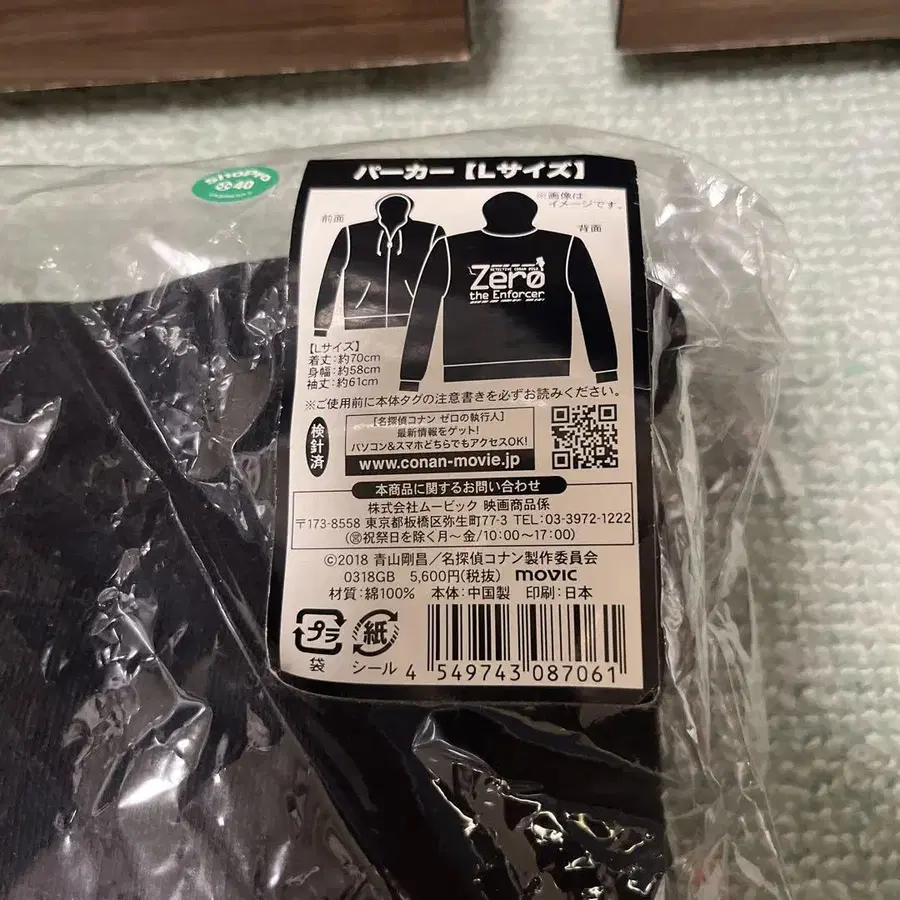 パーカー【Lサイズ】
※画像は
イメージです。
前面
背面
DETECTIVE CONAN 2018
Zero
the Enforcer
【Lサイズ】
着丈：約70cm
身幅：約58cm
袖丈：約61cm
※ご使用前に本体タグの注意書きを必ずお読みください。
検針済
［名探偵コナン ゼロの執行人］
最新情報をゲット！
パソコン&スマホどちらでもアクセスOK!
www.conan-movie.jp
本商品に関するお問い合わせ
株式会社ムービック 映画商品係
〒173-8558 東京都板橋区弥生町77-3 TEL：03-3972-1222
（祝祭日を除く月～金/10:00～17:00）
©2018 青山剛昌／名探偵コナン製作委員会
0318GB 5,600円(税抜) movic
材質：綿100% 本体：中国製 印刷：日本
プラ
袋
紙
シール
4 549743 087061
ShoPro
40